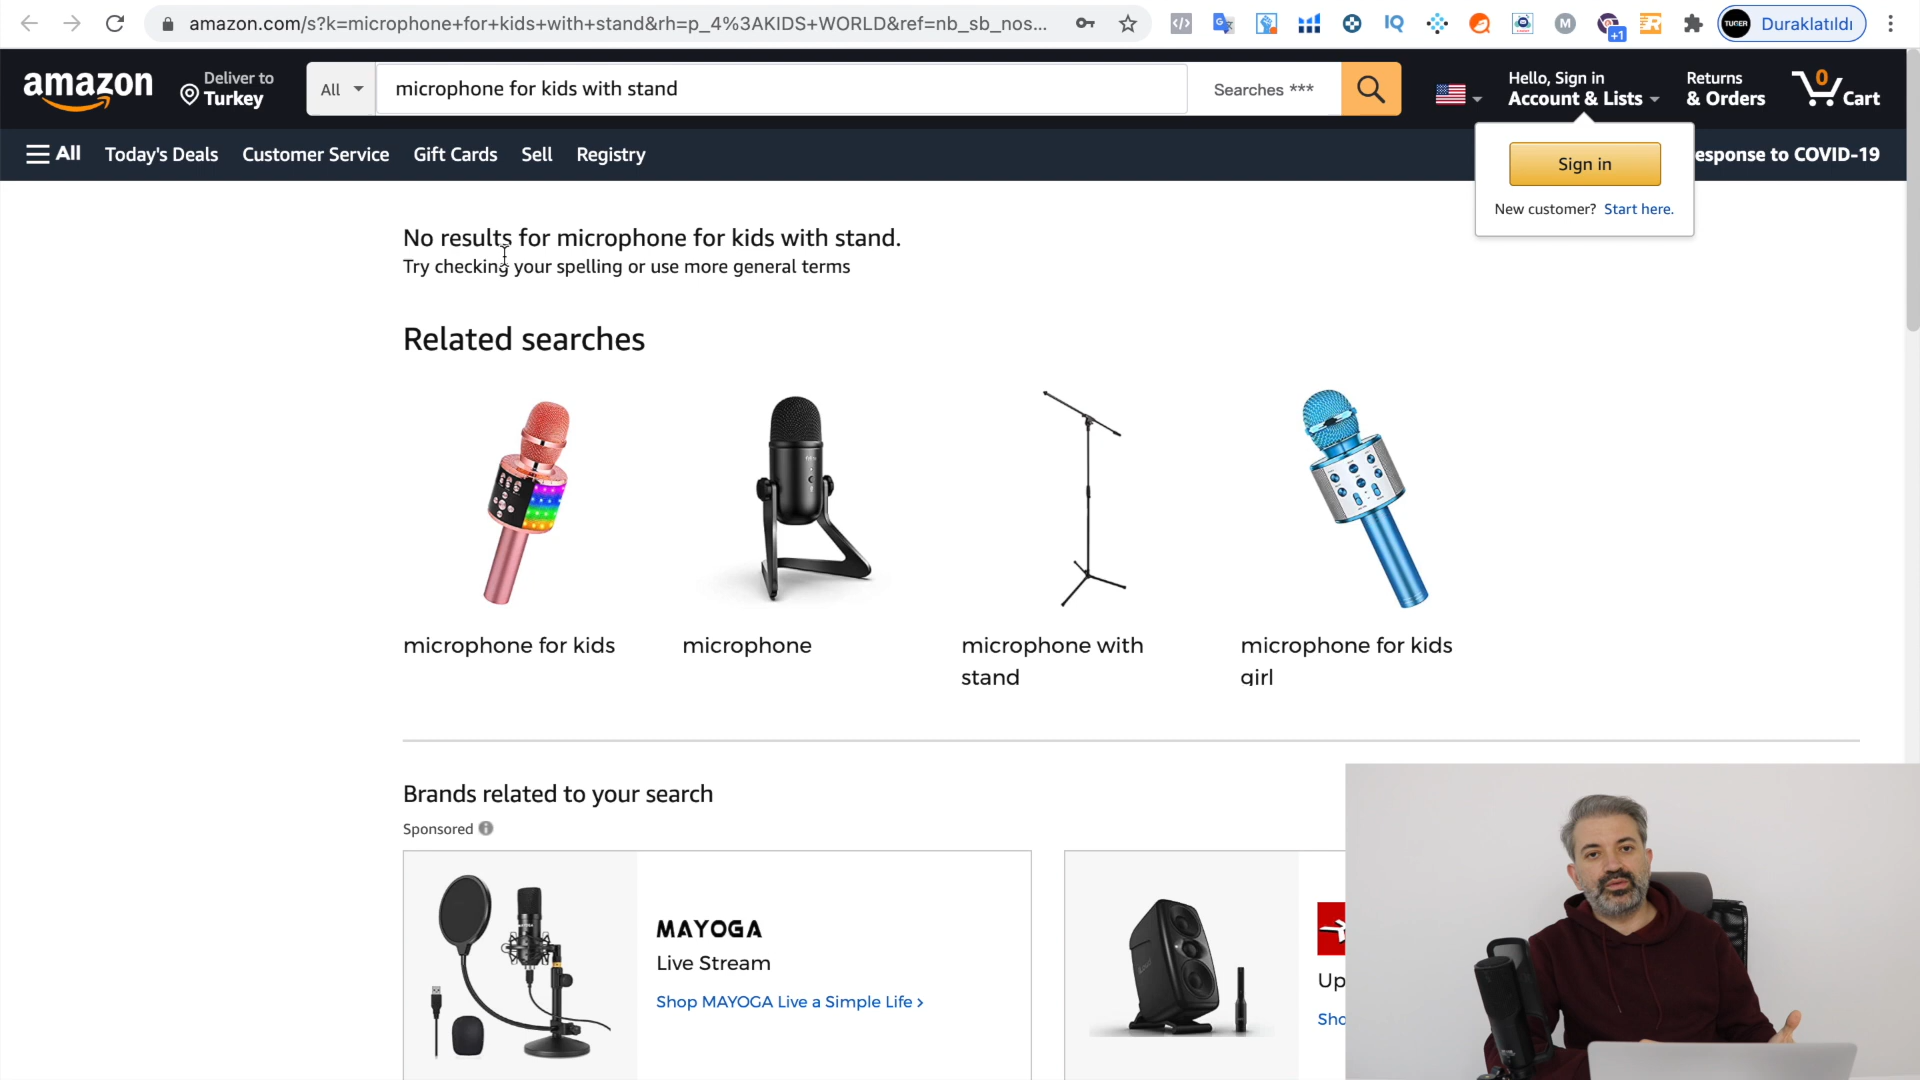 amazon.com/s?k=microphone+for+kids+with+stand&rh=p_4%3AKIDS+WORLD&ref=nb_sb_nos...
IQ
M
+1
TUNER
Duraklatıldı
amazon
Deliver to
Turkey
All
microphone for kids with stand
Searches ***
Hello, Sign in
Account & Lists
Returns
& Orders
0
Cart
All
Today's Deals
Customer Service
Gift Cards
Sell
Registry
esponse to COVID-19
Sign in
New customer? Start here.
No results for microphone for kids with stand.
Try checking your spelling or use more general terms
Related searches
microphone for kids
microphone
microphone with
stand
microphone for kids
girl
Brands related to your search
Sponsored
MAYOGA
Live Stream
Shop MAYOGA Live a Simple Life ›
Up
Sho